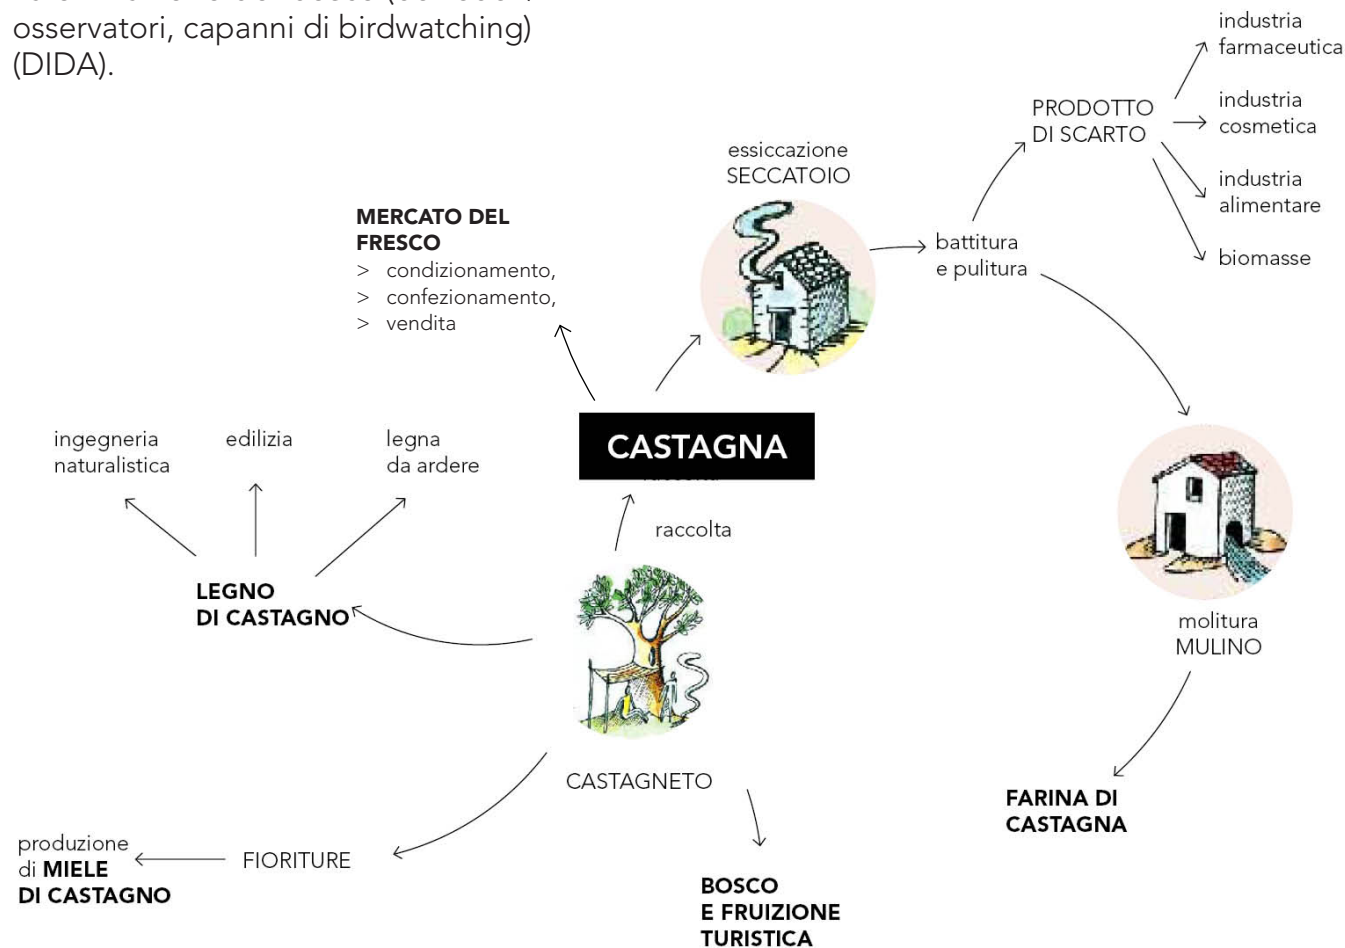 osservatori, capanni di birdwatching)
(DIDA).
industria
farmaceutica
PRODOTTO
DI SCARTO
industria
cosmetica
industria
alimentare
biomasse
essiccazione
SECCATOIO
battitura
e pulitura
MERCATO DEL
FRESCO
> condizionamento,
> confezionamento,
> vendita
CASTAGNA
raccolta
ingegneria
naturalistica
edilizia
legna
da ardere
LEGNO
DI CASTAGNO
molitura
MULINO
CASTAGNETO
FARINA DI
CASTAGNA
produzione
di MIELE
DI CASTAGNO
FIORITURE
BOSCO
E FRUIZIONE
TURISTICA